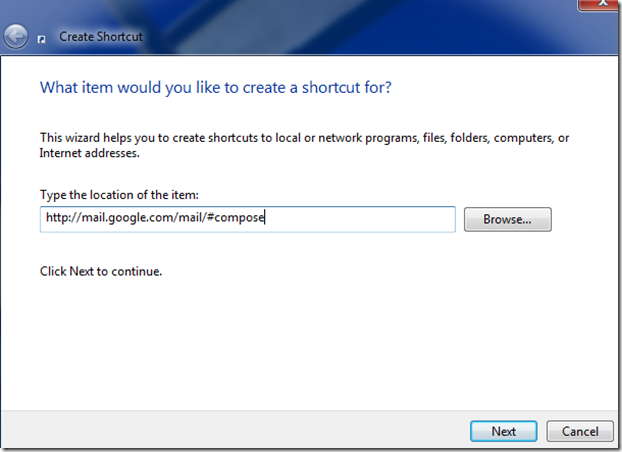 Create Shortcut
What item would you like to create a shortcut for?
This wizard helps you to create shortcuts to local or network programs, files, folders, computers, or
Internet addresses.
Type the location of the item:
http://mail.google.com/mail/#compose
Browse...
Click Next to continue.
Next
Cancel